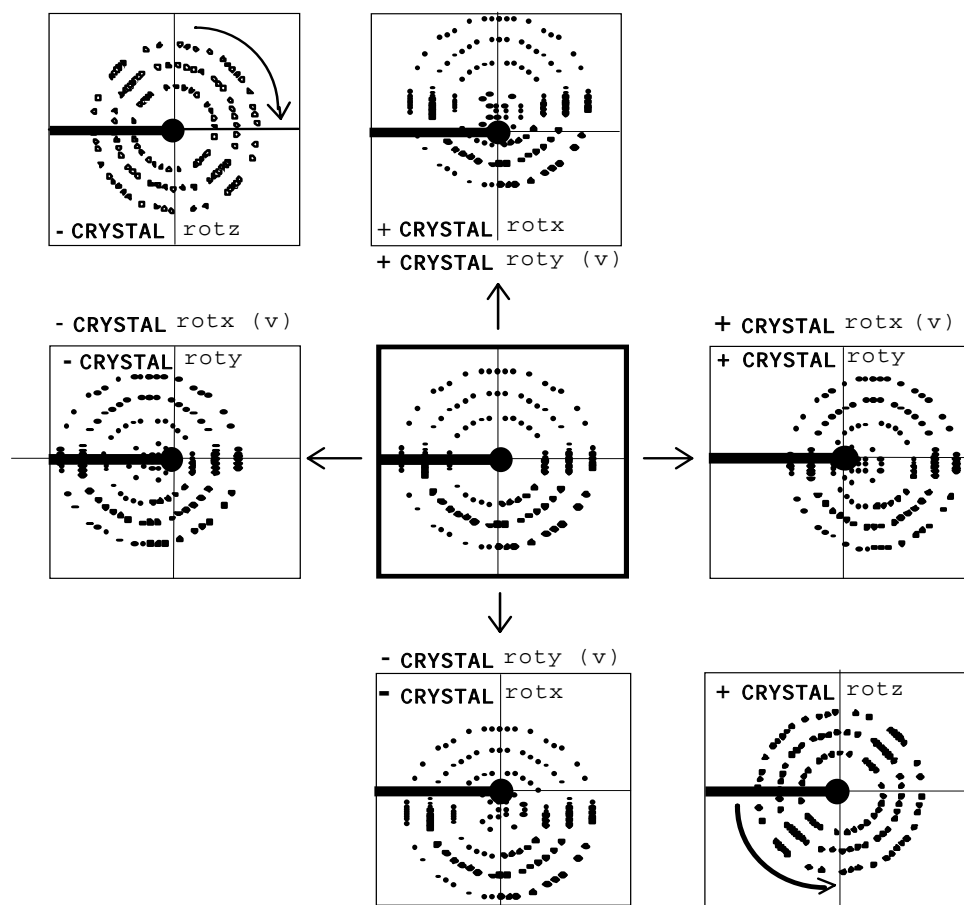 - CRYSTAL rotz
+ CRYSTAL rotx
+ CRYSTAL roty (v)
- CRYSTAL rotx (v)
- CRYSTAL roty
+ CRYSTAL rotx (v)
+ CRYSTAL roty
- CRYSTAL roty (v)
- CRYSTAL rotx
+ CRYSTAL rotz